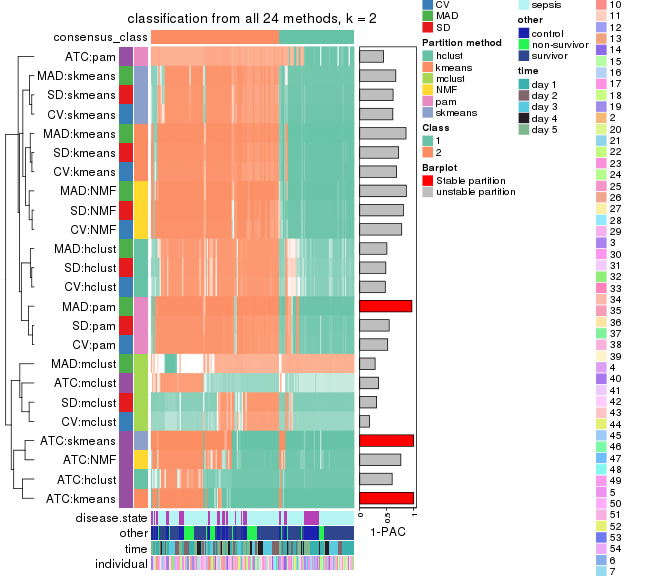 classification from all 24 methods, k = 2
consensus_class
ATC:pam
MAD:skmeans
SD:skmeans
CV:skmeans
MAD:kmeans
SD:kmeans
CV:kmeans
MAD:NMF
SD:NMF
CV:NMF
MAD:hclust
SD:hclust
CV:hclust
MAD:pam
SD:pam
CV:pam
MAD:mclust
ATC:mclust
SD:mclust
CV:mclust
ATC:skmeans
ATC:NMF
ATC:hclust
ATC:kmeans
disease.state
other
time
individual
0
0.5
1
1-PAC
CV
MAD
SD
Partition method
hclust
kmeans
mclust
NMF
pam
skmeans
Class
1
2
Barplot
Stable partition
unstable partition
sepsis
other
control
non-survivor
survivor
time
day 1
day 2
day 3
day 4
day 5
10
11
12
13
14
15
16
17
18
19
2
20
21
22
23
24
25
26
27
28
29
3
30
31
32
33
34
35
36
37
38
39
4
40
41
42
43
44
45
46
47
48
49
5
50
51
52
53
54
6
7